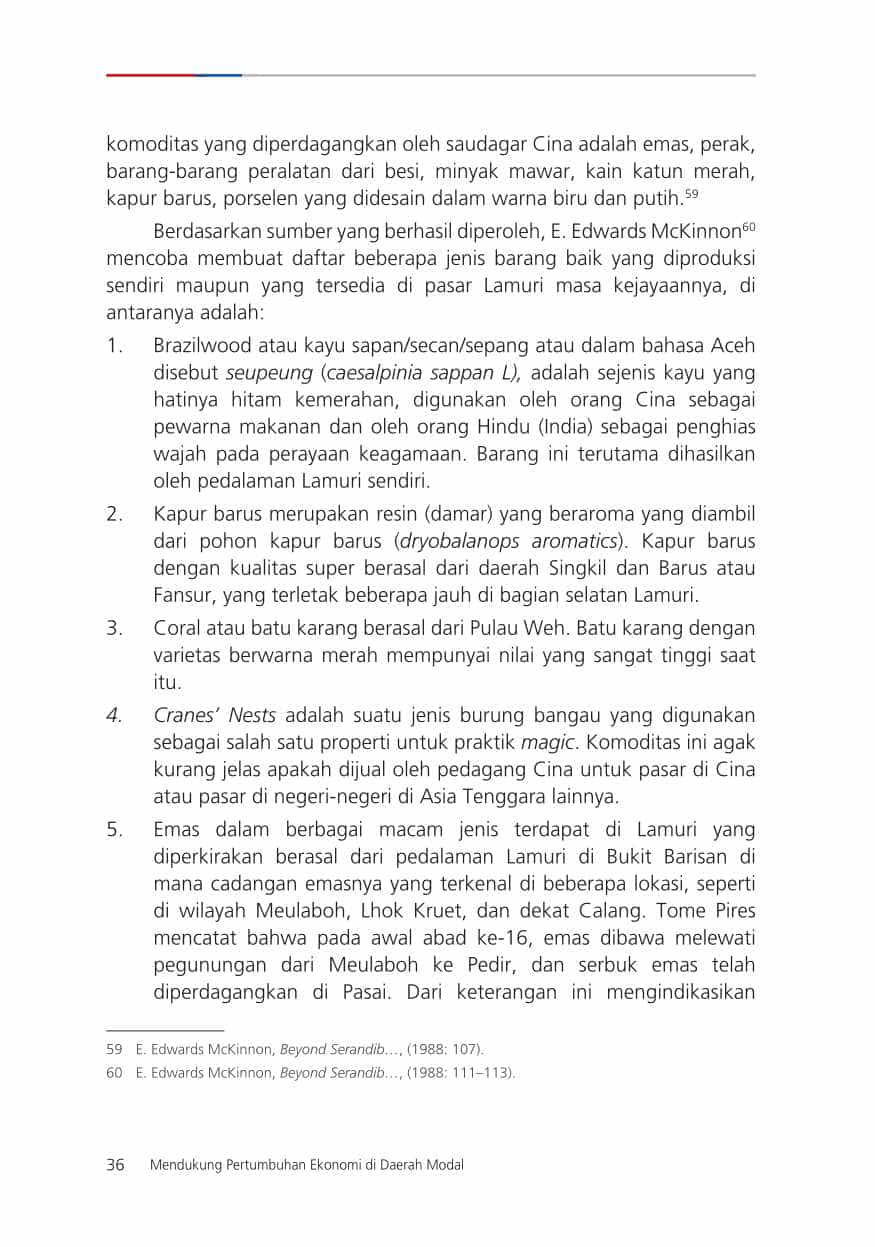 komoditas yang diperdagangkan oleh saudagar Cina adalah emas, perak,
barang-barang peralatan dari besi, minyak mawar, kain katun merah,
kapur barus, porselen yang didesain dalam warna biru dan putih.⁵⁹
Berdasarkan sumber yang berhasil diperoleh, E. Edwards McKinnon⁶⁰
mencoba membuat daftar beberapa jenis barang baik yang diproduksi
sendiri maupun yang tersedia di pasar Lamuri masa kejayaannya, di
antaranya adalah:
1. Brazilwood atau kayu sapan/secan/sepang atau dalam bahasa Aceh
disebut seupeung (caesalpinia sappan L), adalah sejenis kayu yang
hatinya hitam kemerahan, digunakan oleh orang Cina sebagai
pewarna makanan dan oleh orang Hindu (India) sebagai penghias
wajah pada perayaan keagamaan. Barang ini terutama dihasilkan
oleh pedalaman Lamuri sendiri.
2. Kapur barus merupakan resin (damar) yang beraroma yang diambil
dari pohon kapur barus (dryobalanops aromatics). Kapur barus
dengan kualitas super berasal dari daerah Singkil dan Barus atau
Fansur, yang terletak beberapa jauh di bagian selatan Lamuri.
3. Coral atau batu karang berasal dari Pulau Weh. Batu karang dengan
varietas berwarna merah mempunyai nilai yang sangat tinggi saat
itu.
4. Cranes’ Nests adalah suatu jenis burung bangau yang digunakan
sebagai salah satu properti untuk praktik magic. Komoditas ini agak
kurang jelas apakah dijual oleh pedagang Cina untuk pasar di Cina
atau pasar di negeri-negeri di Asia Tenggara lainnya.
5. Emas dalam berbagai macam jenis terdapat di Lamuri yang
diperkirakan berasal dari pedalaman Lamuri di Bukit Barisan di
mana cadangan emasnya yang terkenal di beberapa lokasi, seperti
di wilayah Meulaboh, Lhok Kruet, dan dekat Calang. Tome Pires
mencatat bahwa pada awal abad ke-16, emas dibawa melewati
pegunungan dari Meulaboh ke Pedir, dan serbuk emas telah
diperdagangkan di Pasai. Dari keterangan ini mengindikasikan
59 E. Edwards McKinnon, Beyond Serandib…, (1988: 107).
60 E. Edwards McKinnon, Beyond Serandib…, (1988: 111–113).
36 Mendukung Pertumbuhan Ekonomi di Daerah Modal